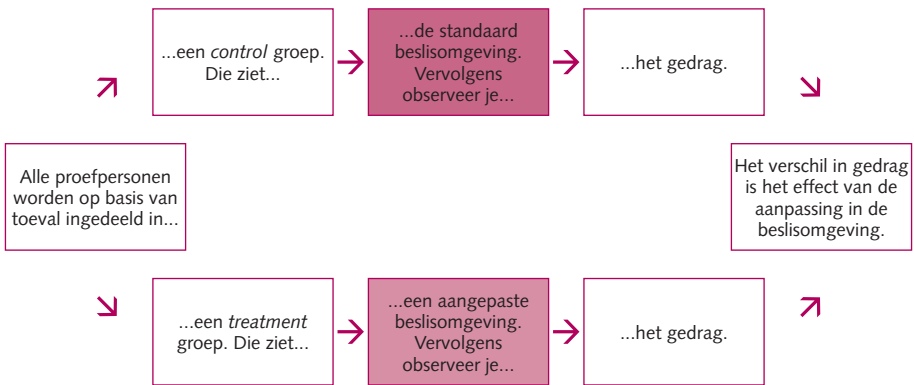 Alle proefpersonen
worden op basis van
toeval ingedeeld in...
...een control groep.
Die ziet...
...de standaard
beslisomgeving.
Vervolgens
observeer je...
...het gedrag.
...een treatment
groep. Die ziet...
...een aangepaste
beslisomgeving.
Vervolgens
observeer je...
...het gedrag.
Het verschil in gedrag
is het effect van de
aanpassing in de
beslisomgeving.